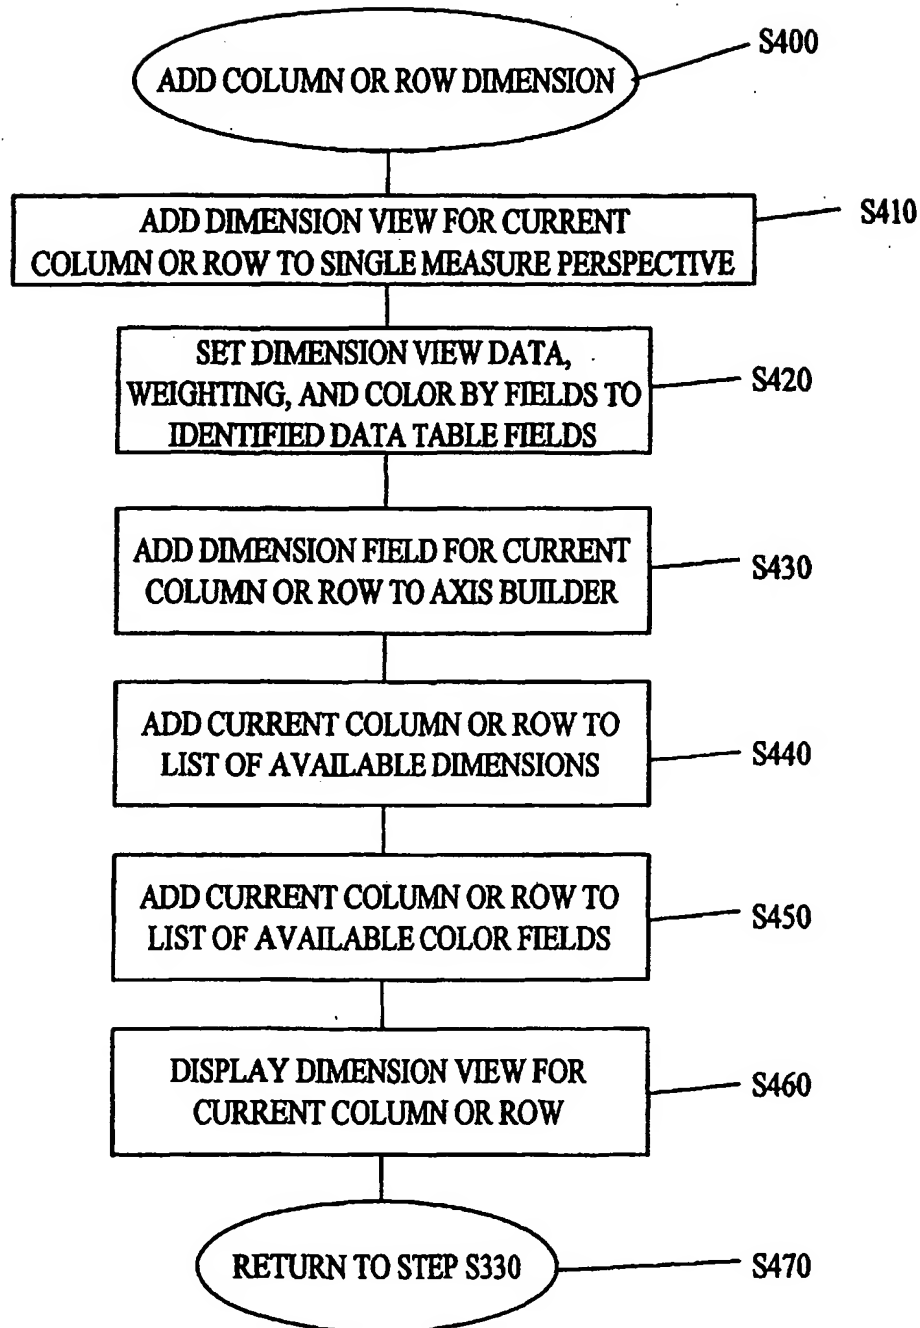 ADD COLUMN OR ROW DIMENSION
S400
ADD DIMENSION VIEW FOR CURRENT
COLUMN OR ROW TO SINGLE MEASURE PERSPECTIVE
S410
SET DIMENSION VIEW DATA,
WEIGHTING, AND COLOR BY FIELDS TO
IDENTIFIED DATA TABLE FIELDS
S420
ADD DIMENSION FIELD FOR CURRENT
COLUMN OR ROW TO AXIS BUILDER
S430
ADD CURRENT COLUMN OR ROW TO
LIST OF AVAILABLE DIMENSIONS
S440
ADD CURRENT COLUMN OR ROW TO
LIST OF AVAILABLE COLOR FIELDS
S450
DISPLAY DIMENSION VIEW FOR
CURRENT COLUMN OR ROW
S460
RETURN TO STEP S330
S470